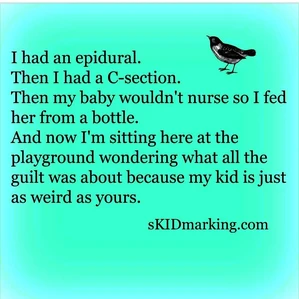 I had an epidural.
Then I had a C-section.
Then my baby wouldn't nurse so I fed
her from a bottle.
And now I'm sitting here at the
playground wondering what all the
guilt was about because my kid is just
as weird as yours.
sKIDmarking.com